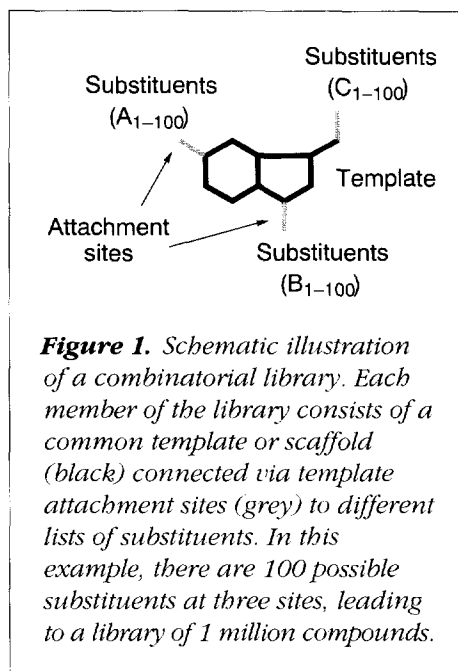 Substituents
(C1–100)
Substituents
(A1–100)
Template
Attachment
sites
Substituents
(B1–100)
Figure 1. Schematic illustration
of a combinatorial library. Each
member of the library consists of a
common template or scaffold
(black) connected via template
attachment sites (grey) to different
lists of substituents. In this
example, there are 100 possible
substituents at three sites, leading
to a library of 1 million compounds.